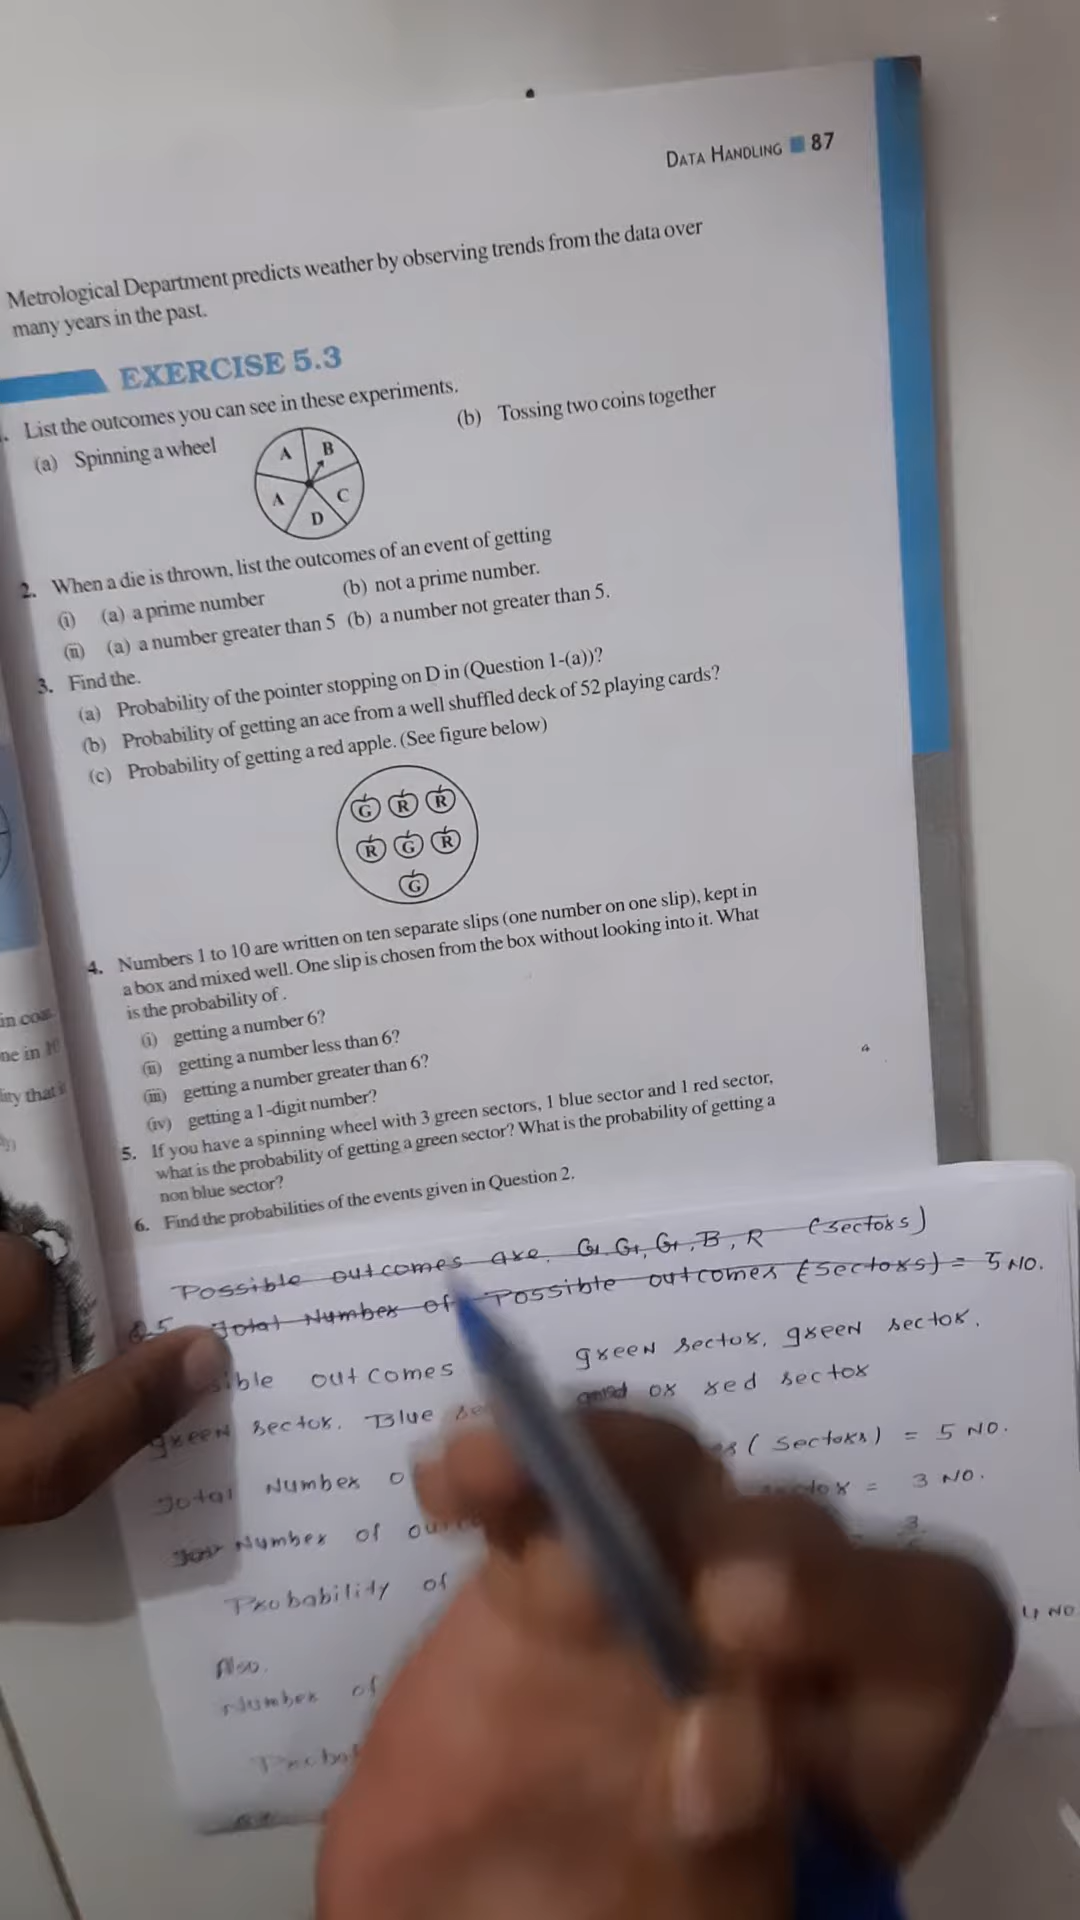 DATA HANDLING 87
Metrological Department predicts weather by observing trends from the data over
many years in the past.
EXERCISE 5.3
List the outcomes you can see in these experiments.
(a) Spinning a wheel
(b) Tossing two coins together
A B
A C
D
2. When a die is thrown, list the outcomes of an event of getting
(i) (a) a prime number (b) not a prime number.
(ii) (a) a number greater than 5 (b) a number not greater than 5.
3. Find the.
(a) Probability of the pointer stopping on D in (Question 1-(a))?
(b) Probability of getting an ace from a well shuffled deck of 52 playing cards?
(c) Probability of getting a red apple. (See figure below)
G R R
R G R
G
4. Numbers 1 to 10 are written on ten separate slips (one number on one slip), kept in
a box and mixed well. One slip is chosen from the box without looking into it. What
is the probability of .
(i) getting a number 6?
(ii) getting a number less than 6?
(iii) getting a number greater than 6?
(iv) getting a 1-digit number?
5. If you have a spinning wheel with 3 green sectors, 1 blue sector and 1 red sector,
what is the probability of getting a green sector? What is the probability of getting a
non blue sector?
6. Find the probabilities of the events given in Question 2.
Possible outcomes are. G, G, G, B, R (sectors)
Total Number of Possible outcomes (sectors) = 5 NO.
outcomes green sector, green sector,
green sector. Blue or red sector
Total Number (sectors) = 5 NO.
Number of = 3 NO.
Probability of 3
4 NO
Also.
Number of